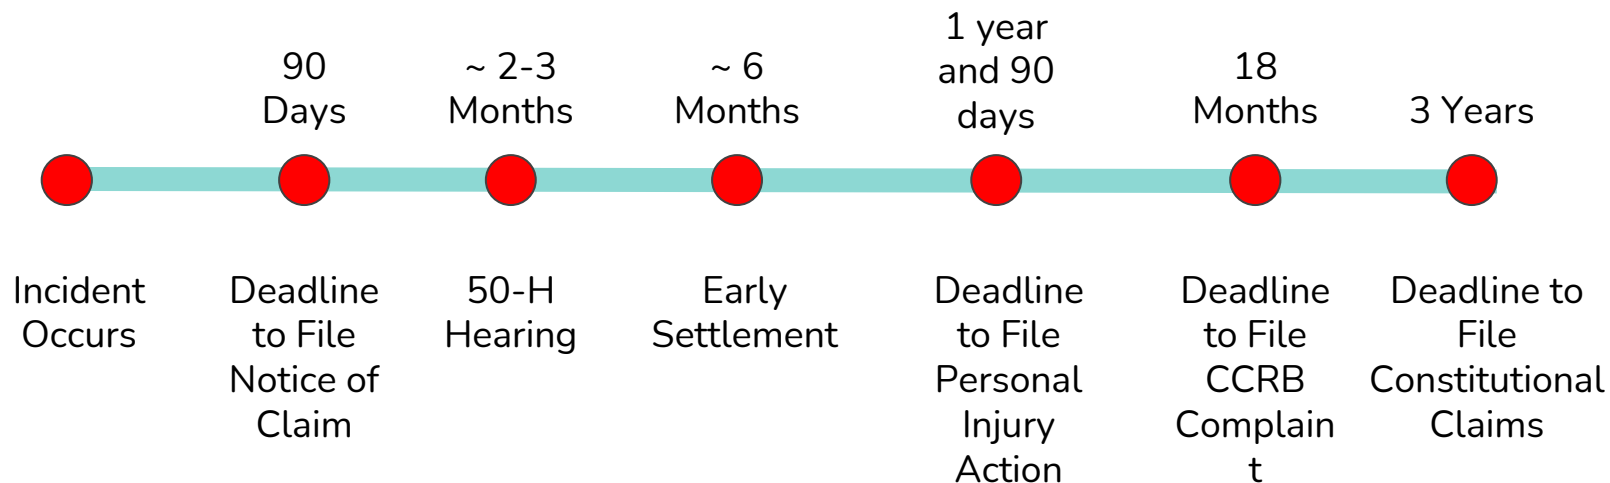 90
Days
~ 2-3
Months
~ 6
Months
1 year
and 90
days
18
Months
3 Years
Incident
Occurs
Deadline
to File
Notice of
Claim
50-H
Hearing
Early
Settlement
Deadline
to File
Personal
Injury
Action
Deadline
to File
CCRB
Complain
t
Deadline to
File
Constitutional
Claims